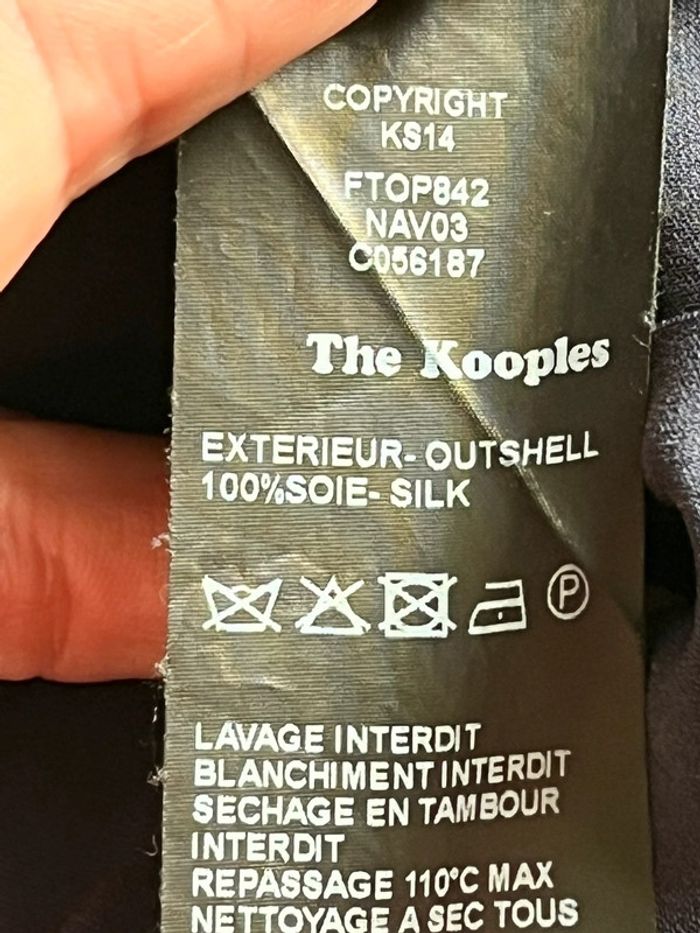 COPYRIGHT
KS14
FTOP842
NAV03
C056187
The Kooples
EXTERIEUR- OUTSHELL
100%SOIE- SILK
P
LAVAGE INTERDIT
BLANCHIMENT INTERDIT
SECHAGE EN TAMBOUR
INTERDIT
REPASSAGE 110°C MAX
NETTOYAGE A SEC TOUS